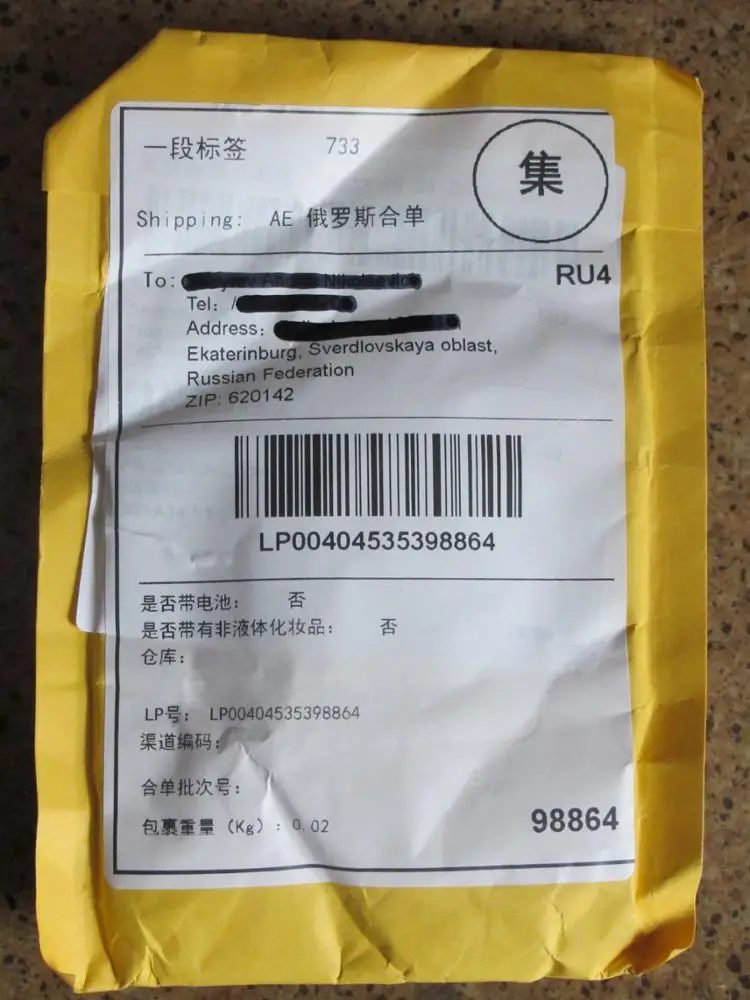 一段标签 733
集
Shipping: AE 俄罗斯合单
To:
RU4
Tel:
Address:
Ekaterinburg, Sverdlovskaya oblast,
Russian Federation
ZIP: 620142
LP00404535398864
是否带电池: 否
是否带有非液体化妆品: 否
仓库:
LP号: LP00404535398864
渠道编码:
合单批次号:
包裹重量 (Kg): 0.02
98864